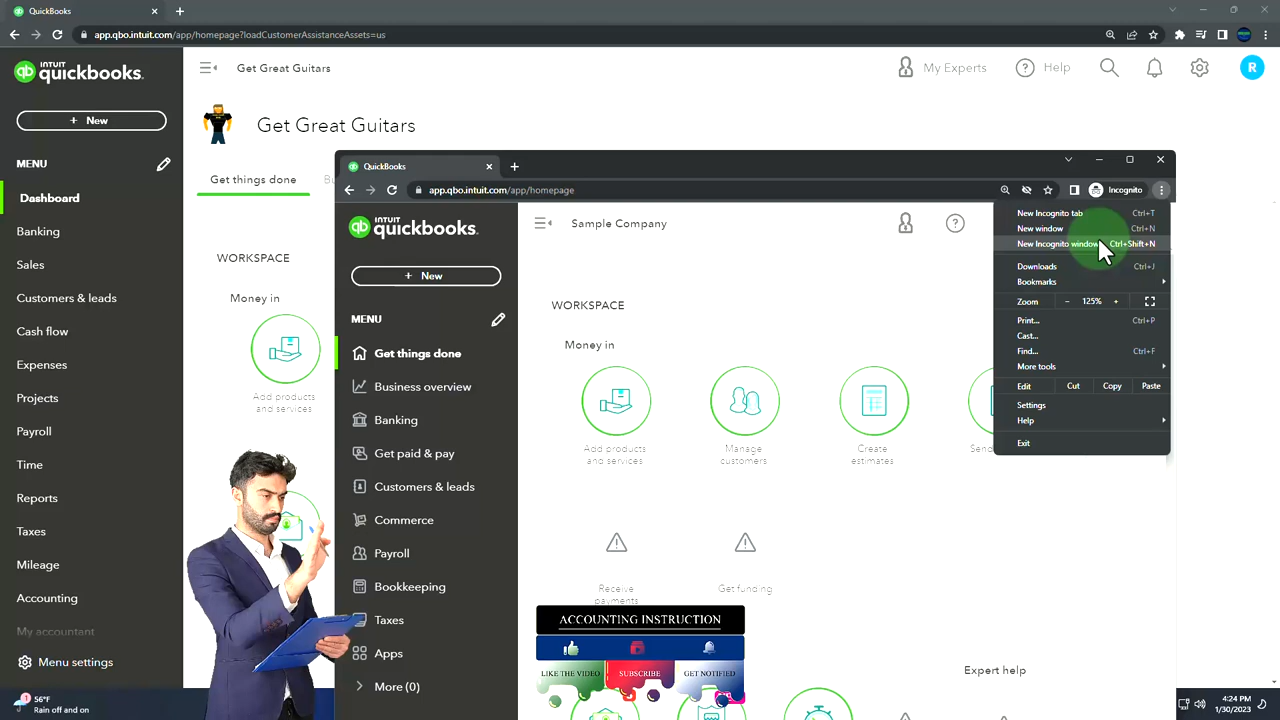 QuickBooks
app.qbo.intuit.com/app/homepage?loadCustomerAssistanceAssets=us
INTUIT
quickbooks.
Get Great Guitars
My Experts
Help
R
+ New
Get Great Guitars
MENU
Get things done
Dashboard
Banking
Sales
Customers & leads
Cash flow
Expenses
Projects
Payroll
Time
Reports
Taxes
Mileage
Accounting
My accountant
Menu settings
WORKSPACE
Money in
Add products
and services
QuickBooks
app.qbo.intuit.com/app/homepage
Incognito
INTUIT
quickbooks.
Sample Company
+ New
MENU
Get things done
Business overview
Banking
Get paid & pay
Customers & leads
Commerce
Payroll
Bookkeeping
Taxes
Apps
More (0)
WORKSPACE
Money in
Add products
and services
Manage
customers
Create
estimates
Receive
payments
Get funding
Expert help
New Incognito tab Ctrl+T
New window Ctrl+N
New Incognito window Ctrl+Shift+N
Downloads Ctrl+J
Bookmarks
Zoom - 125% +
Print... Ctrl+P
Cast...
Find... Ctrl+F
More tools
Edit Cut Copy Paste
Settings
Help
Exit
ACCOUNTING INSTRUCTION
LIKE THE VIDEO
SUBSCRIBE
GET NOTIFIED
1
56°F
Rain off and on
4:24 PM
1/30/2023